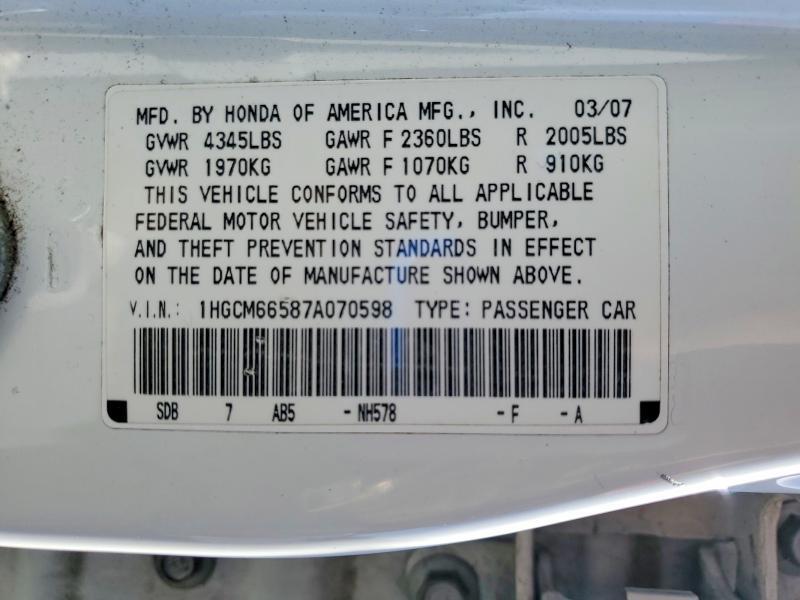 MFD. BY HONDA OF AMERICA MFG., INC. 03/07
GVWR 4345LBS GAWR F 2360LBS R 2005LBS
GVWR 1970KG GAWR F 1070KG R 910KG
THIS VEHICLE CONFORMS TO ALL APPLICABLE
FEDERAL MOTOR VEHICLE SAFETY, BUMPER,
AND THEFT PREVENTION STANDARDS IN EFFECT
ON THE DATE OF MANUFACTURE SHOWN ABOVE.
V.I.N.: 1HGCM66587A070598 TYPE: PASSENGER CAR
SDB 7 AB5 -NH578 -F -A